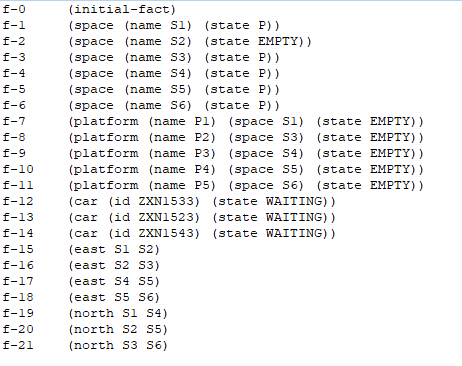 f-0 (initial-fact)
f-1 (space (name S1) (state P))
f-2 (space (name S2) (state EMPTY))
f-3 (space (name S3) (state P))
f-4 (space (name S4) (state P))
f-5 (space (name S5) (state P))
f-6 (space (name S6) (state P))
f-7 (platform (name P1) (space S1) (state EMPTY))
f-8 (platform (name P2) (space S3) (state EMPTY))
f-9 (platform (name P3) (space S4) (state EMPTY))
f-10 (platform (name P4) (space S5) (state EMPTY))
f-11 (platform (name P5) (space S6) (state EMPTY))
f-12 (car (id ZXN1533) (state WAITING))
f-13 (car (id ZXN1523) (state WAITING))
f-14 (car (id ZXN1543) (state WAITING))
f-15 (east S1 S2)
f-16 (east S2 S3)
f-17 (east S4 S5)
f-18 (east S5 S6)
f-19 (north S1 S4)
f-20 (north S2 S5)
f-21 (north S3 S6)